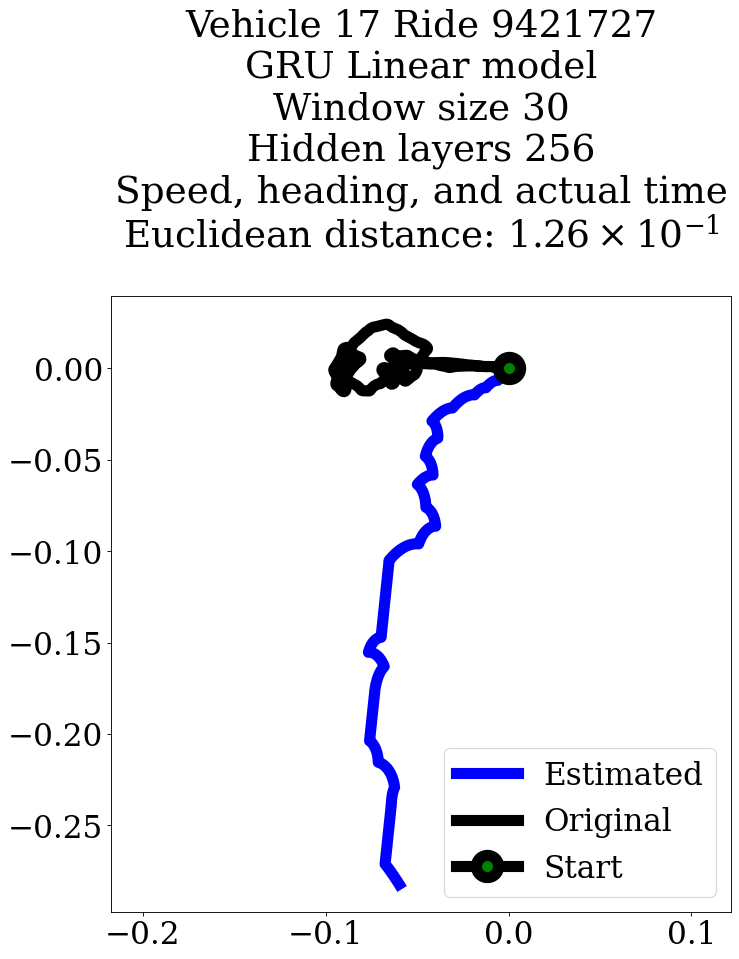 Vehicle 17 Ride 9421727
GRU Linear model
Window size 30
Hidden layers 256
Speed, heading, and actual time
Euclidean distance: 1.26 × 10⁻¹
0.00
−0.05
−0.10
−0.15
−0.20
−0.25
Estimated
Original
Start
−0.2 −0.1 0.0 0.1